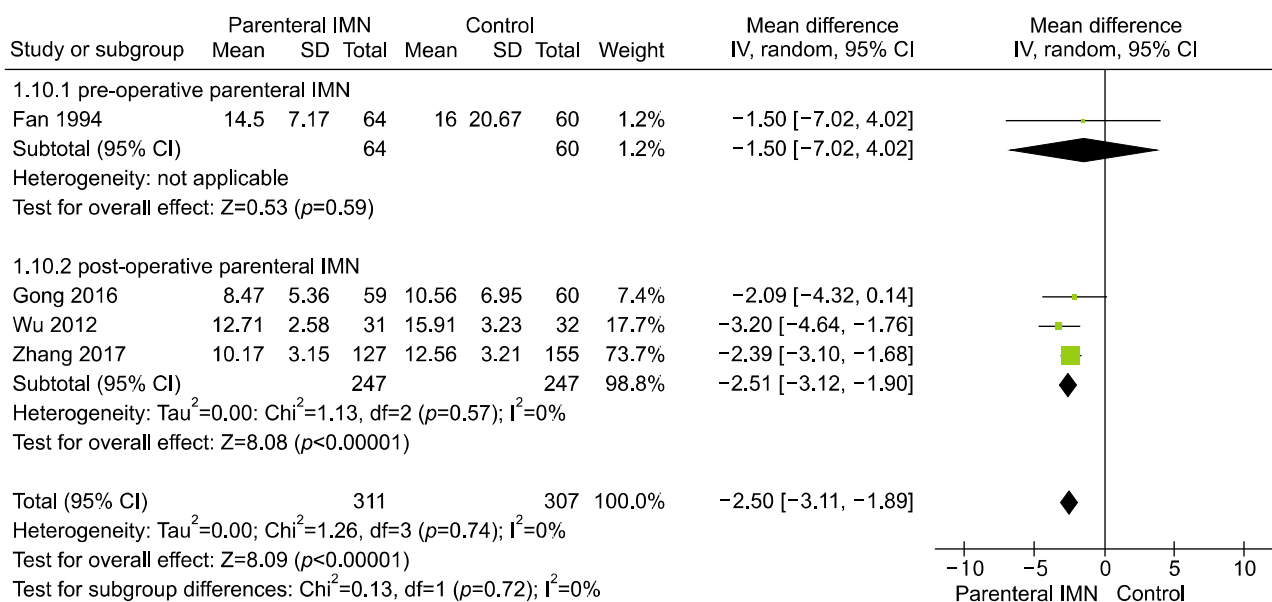 Parenteral IMN Control Mean difference Mean difference
Study or subgroup Mean SD Total Mean SD Total Weight IV, random, 95% CI IV, random, 95% CI
1.10.1 pre-operative parenteral IMN
Fan 1994 14.5 7.17 64 16 20.67 60 1.2% −1.50 [−7.02, 4.02]
Subtotal (95% CI) 64 60 1.2% −1.50 [−7.02, 4.02]
Heterogeneity: not applicable
Test for overall effect: Z=0.53 (p=0.59)
1.10.2 post-operative parenteral IMN
Gong 2016 8.47 5.36 59 10.56 6.95 60 7.4% −2.09 [−4.32, 0.14]
Wu 2012 12.71 2.58 31 15.91 3.23 32 17.7% −3.20 [−4.64, −1.76]
Zhang 2017 10.17 3.15 127 12.56 3.21 155 73.7% −2.39 [−3.10, −1.68]
Subtotal (95% CI) 247 247 98.8% −2.51 [−3.12, −1.90]
Heterogeneity: Tau²=0.00: Chi²=1.13, df=2 (p=0.57); I²=0%
Test for overall effect: Z=8.08 (p<0.00001)
Total (95% CI) 311 307 100.0% −2.50 [−3.11, −1.89]
Heterogeneity: Tau²=0.00; Chi²=1.26, df=3 (p=0.74); I²=0%
Test for overall effect: Z=8.09 (p<0.00001)
Test for subgroup differences: Chi²=0.13, df=1 (p=0.72); I²=0%
−10 −5 0 5 10
Parenteral IMN Control